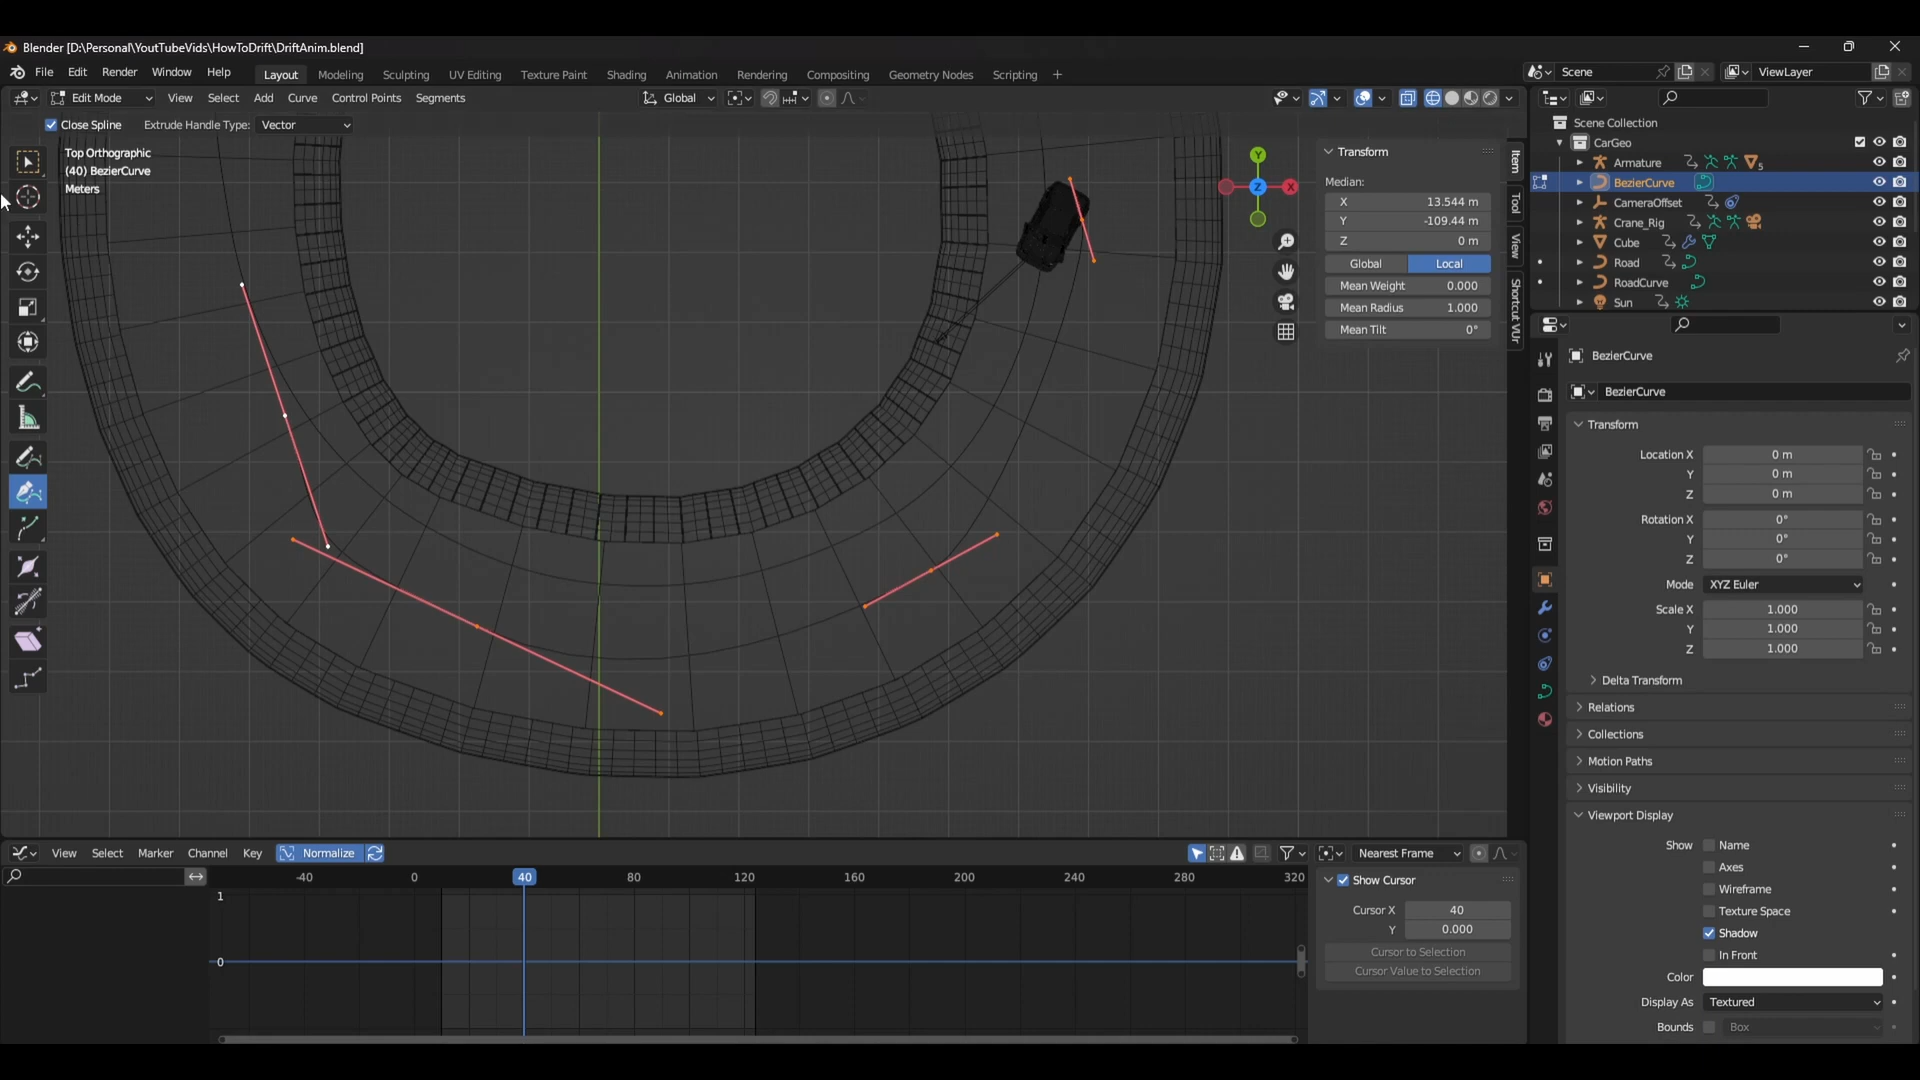 Blender [D:\Personal\YoutTubeVids\HowToDrift\DriftAnim.blend]
File Edit Render Window Help Layout Modeling Sculpting UV Editing Texture Paint Shading Animation Rendering Compositing Geometry Nodes Scripting + Scene ViewLayer
Edit Mode View Select Add Curve Control Points Segments Global
Close Spline Extrude Handle Type: Vector
Top Orthographic
(40) BezierCurve
Meters
Y
Z
X
Transform
Median:
X 13.544 m
Y -109.44 m
Z 0 m
Global Local
Mean Weight 0.000
Mean Radius 1.000
Mean Tilt 0°
Item
Tool
View
Shortcut VUr
Scene Collection
CarGeo
Armature 5
BezierCurve
CameraOffset
Crane_Rig
Cube
Road
RoadCurve
Sun
BezierCurve
BezierCurve
Transform
Location X 0 m
Y 0 m
Z 0 m
Rotation X 0°
Y 0°
Z 0°
Mode XYZ Euler
Scale X 1.000
Y 1.000
Z 1.000
Delta Transform
Relations
Collections
Motion Paths
Visibility
Viewport Display
Show Name
Axes
Wireframe
Texture Space
Shadow
In Front
Color
Display As Textured
Bounds Box
View Select Marker Channel Key Normalize Nearest Frame
-40 0 40 80 120 160 200 240 280 320
1
0
Show Cursor
Cursor X 40
Y 0.000
Cursor to Selection
Cursor Value to Selection